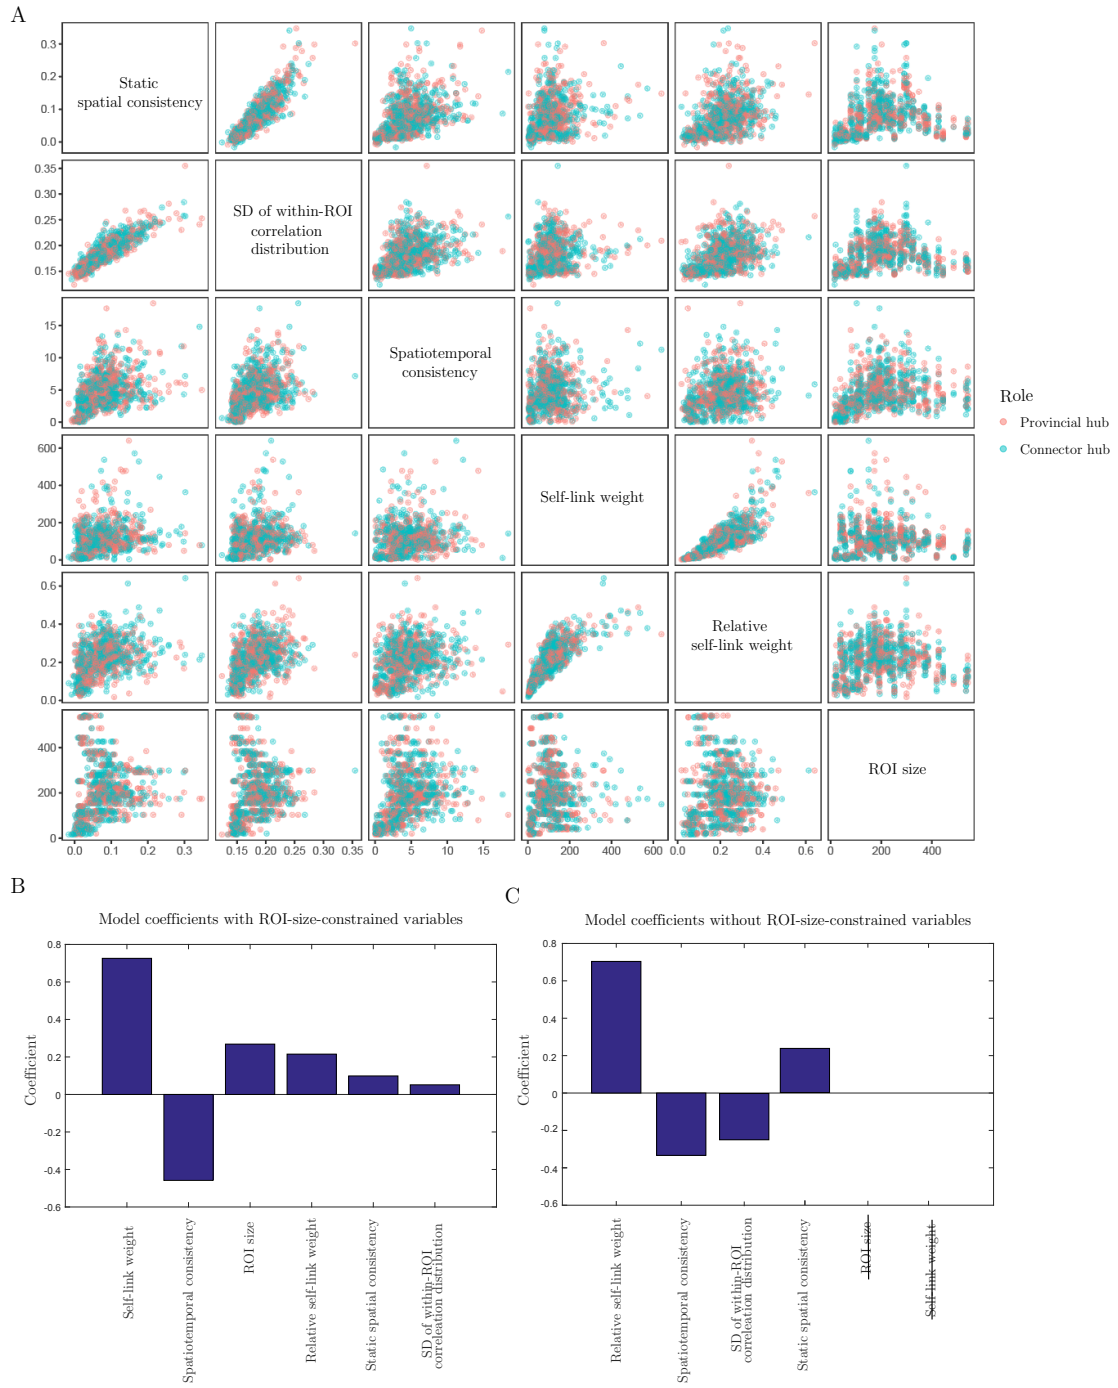 A
0.3
0.2
0.1
0.0
Static
spatial consistency
0.35
0.30
0.25
0.20
0.15
SD of within-ROI
correlation
distribution
15
10
5
0
Spatiotemporal
consistency
Role
Provincial hub
Connector hub
600
400
200
0
Self-link weight
0.6
0.4
0.2
0.0
Relative
self-link weight
400
200
0
ROI size
0.0 0.1 0.2 0.3
0.15 0.20 0.25 0.30 0.35
0 5 10 15
0 200 400 600
0.0 0.2 0.4 0.6
0 200 400
B
Model coefficients with ROI-size-constrained variables
Coefficient
0.8
0.6
0.4
0.2
0
-0.2
-0.4
-0.6
Self-link weight
Spatiotemporal consistency
ROI size
Relative self-link weight
Static spatial consistency
SD of within-ROI
correleation distribution
C
Model coefficients without ROI-size-constrained variables
Coefficient
0.8
0.6
0.4
0.2
0
-0.2
-0.4
-0.6
Relative self-link weight
Spatiotemporal consistency
SD of within-ROI
correleation distribution
Static spatial consistency
ROI size
Self-link weight